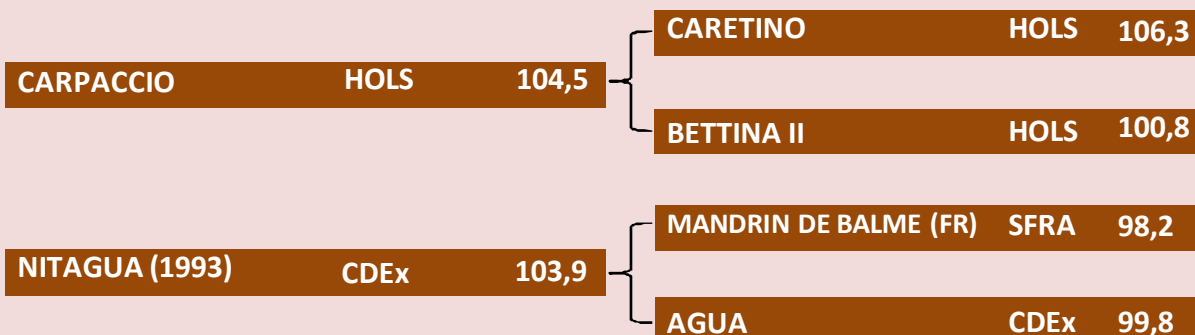 CARETINO HOLS 106,3
CARPACCIO HOLS 104,5
BETTINA II HOLS 100,8
MANDRIN DE BALME (FR) SFRA 98,2
NITAGUA (1993) CDEx 103,9
AGUA CDEx 99,8